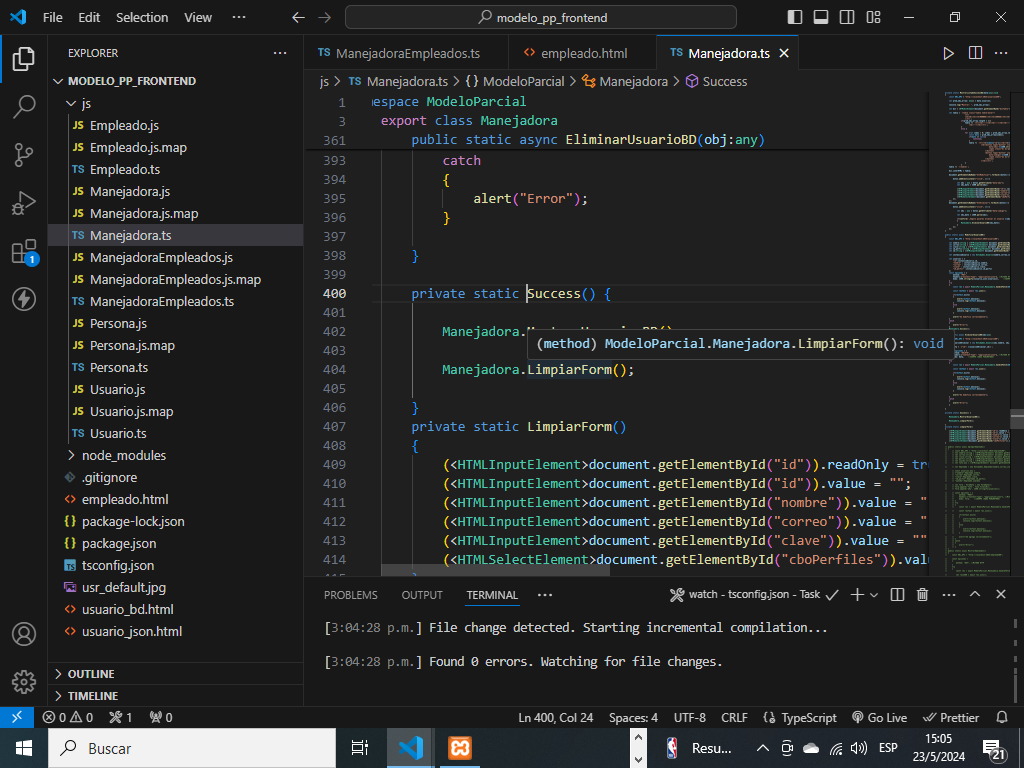 File Edit Selection View ··· modelo_pp_frontend
EXPLORER ···
MODELO_PP_FRONTEND
js
JS Empleado.js
JS Empleado.js.map
TS Empleado.ts
JS Manejadora.js
JS Manejadora.js.map
TS Manejadora.ts
JS ManejadoraEmpleados.js
JS ManejadoraEmpleados.js.map
TS ManejadoraEmpleados.ts
JS Persona.js
JS Persona.js.map
TS Persona.ts
JS Usuario.js
JS Usuario.js.map
TS Usuario.ts
node_modules
.gitignore
<> empleado.html
{} package-lock.json
{} package.json
TS tsconfig.json
usr_default.jpg
<> usuario_bd.html
<> usuario_json.html
OUTLINE
TIMELINE
1
TS ManejadoraEmpleados.ts <> empleado.html TS Manejadora.ts
js > TS Manejadora.ts > {} ModeloParcial > Manejadora > Success
1 espace ModeloParcial
3 export class Manejadora
361 public static async EliminarUsuarioBD(obj:any)
393 catch
394 {
395 alert("Error");
396 }
397
398 }
399
400 private static Success() {
401
402 Manejadora.
(method) ModeloParcial.Manejadora.LimpiarForm(): void
403
404 Manejadora.LimpiarForm();
405
406 }
407 private static LimpiarForm()
408 {
409 (<HTMLInputElement>document.getElementById("id")).readOnly = tru
410 (<HTMLInputElement>document.getElementById("id")).value = "";
411 (<HTMLInputElement>document.getElementById("nombre")).value = "
412 (<HTMLInputElement>document.getElementById("correo")).value = "
413 (<HTMLInputElement>document.getElementById("clave")).value = ""
414 (<HTMLSelectElement>document.getElementById("cboPerfiles")).valu
PROBLEMS OUTPUT TERMINAL ··· watch - tsconfig.json - Task
[3:04:28 p.m.] File change detected. Starting incremental compilation...
[3:04:28 p.m.] Found 0 errors. Watching for file changes.
0 0 1 0 Ln 400, Col 24 Spaces: 4 UTF-8 CRLF {} TypeScript Go Live Prettier
Buscar Resu... ESP 15:05
23/5/2024
21